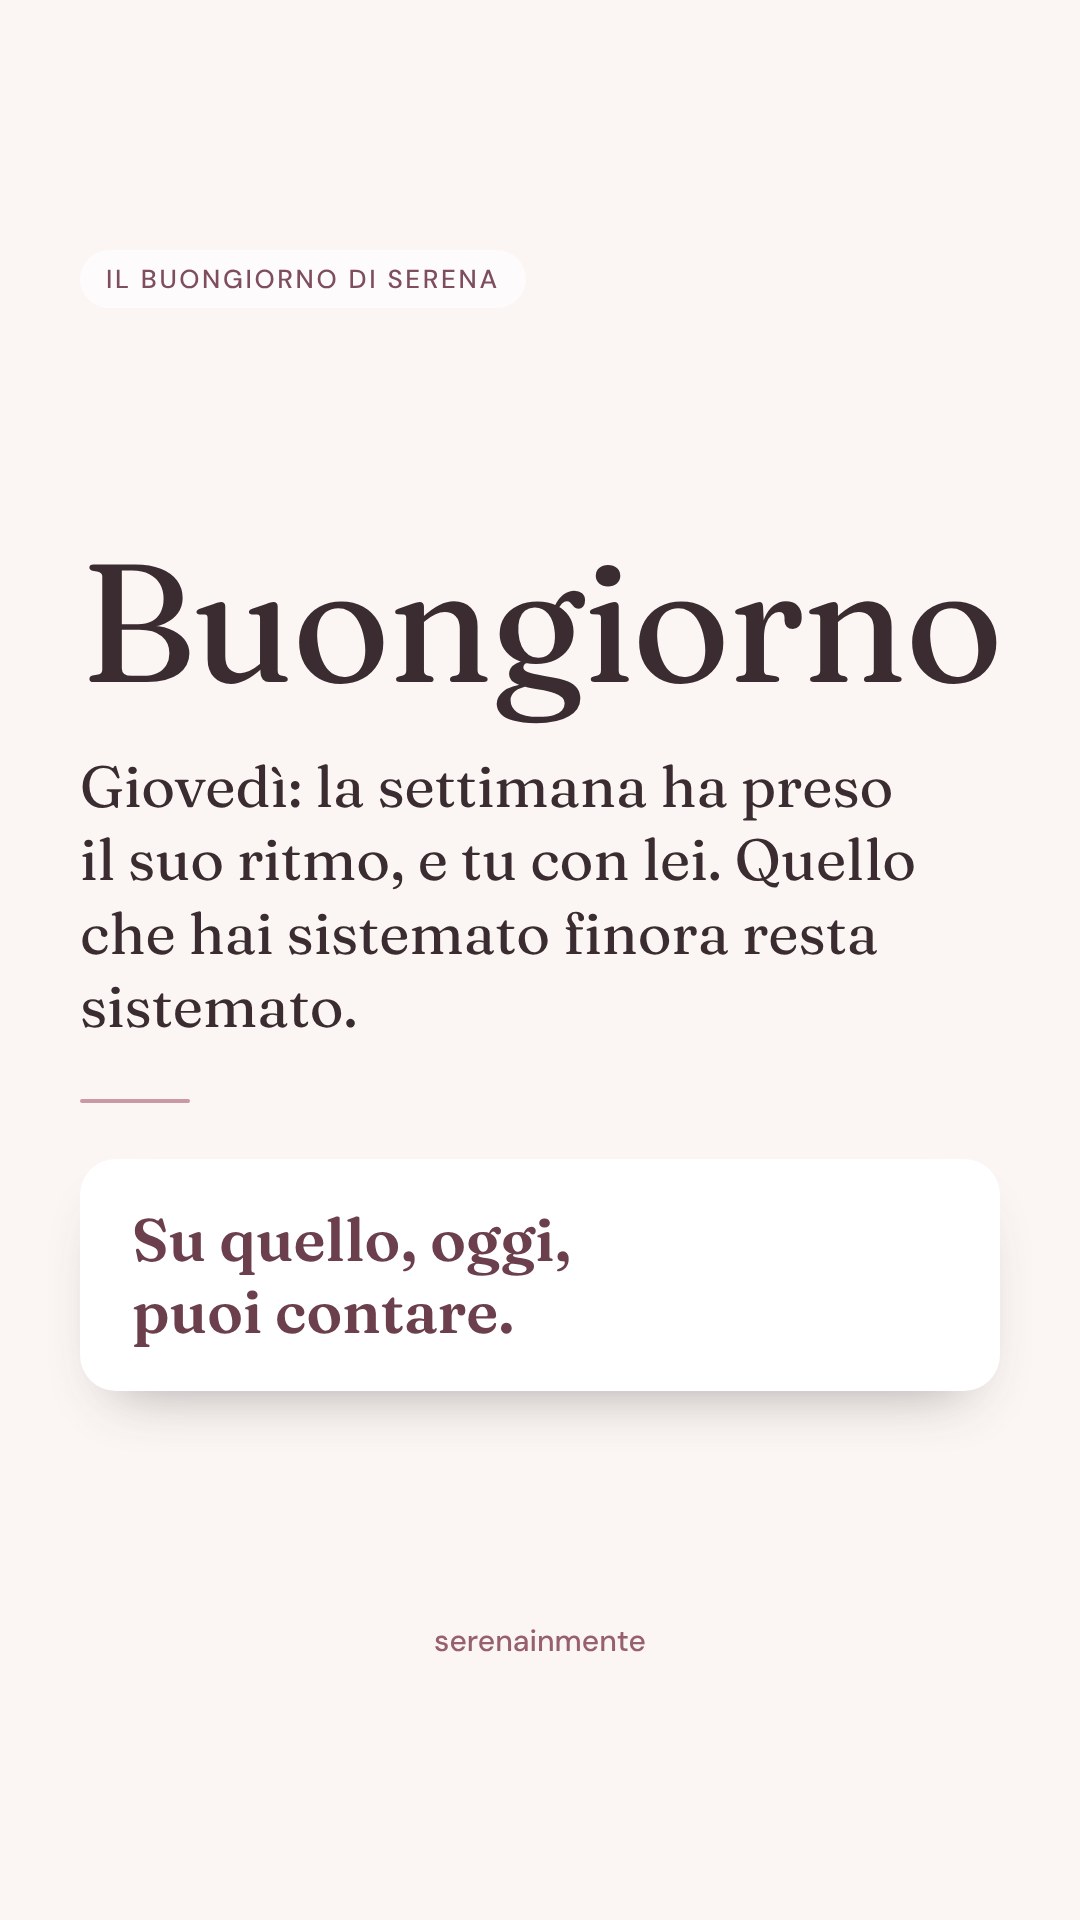 IL BUONGIORNO DI SERENA
Buongiorno
Giovedì: la settimana ha preso
il suo ritmo, e tu con lei. Quello
che hai sistemato finora resta
sistemato.
Su quello, oggi,
puoi contare.
serenainmente